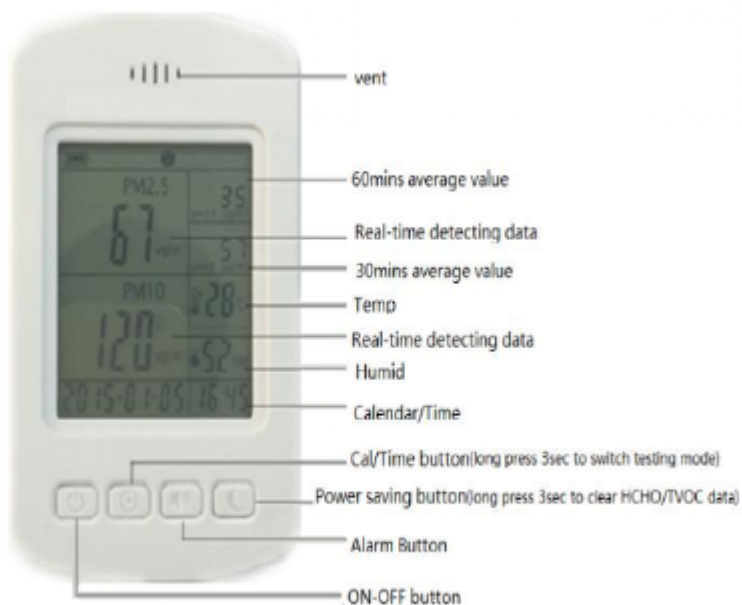 vent
60mins average value
PM2.5
35
Real-time detecting data
67
57
30mins average value
PM10
28
Temp
120
Real-time detecting data
52
Humid
2015-01-05 16:45
Calendar/Time
Cal/Time button(long press 3sec to switch testing mode)
Power saving button(long press 3sec to clear HCHO/TVOC data)
Alarm Button
ON-OFF button